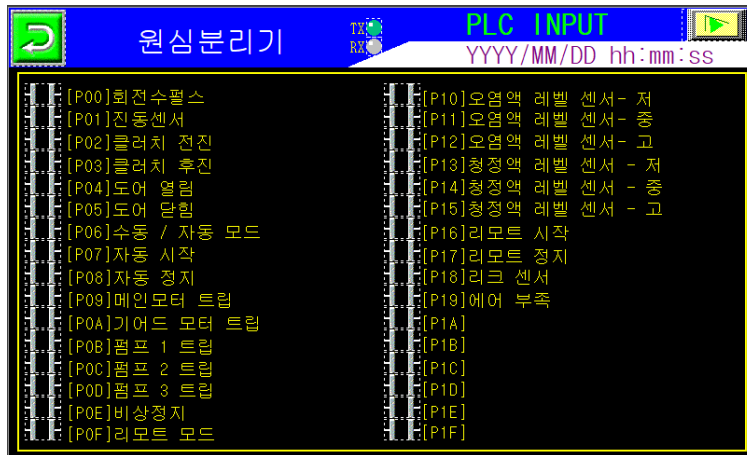 원심분리기
TX
RX
PLC INPUT
YYYY/MM/DD hh:mm:ss
[P00]회전수펄스
[P01]진동센서
[P02]클러치 전진
[P03]클러치 후진
[P04]도어 열림
[P05]도어 닫힘
[P06]수동 / 자동 모드
[P07]자동 시작
[P08]자동 정지
[P09]메인모터 트립
[P0A]기어드 모터 트립
[P0B]펌프 1 트립
[P0C]펌프 2 트립
[P0D]펌프 3 트립
[P0E]비상정지
[P0F]리모트 모드
[P10]오염액 레벨 센서- 저
[P11]오염액 레벨 센서- 중
[P12]오염액 레벨 센서- 고
[P13]청정액 레벨 센서 - 저
[P14]청정액 레벨 센서 - 중
[P15]청정액 레벨 센서 - 고
[P16]리모트 시작
[P17]리모트 정지
[P18]리크 센서
[P19]에어 부족
[P1A]
[P1B]
[P1C]
[P1D]
[P1E]
[P1F]